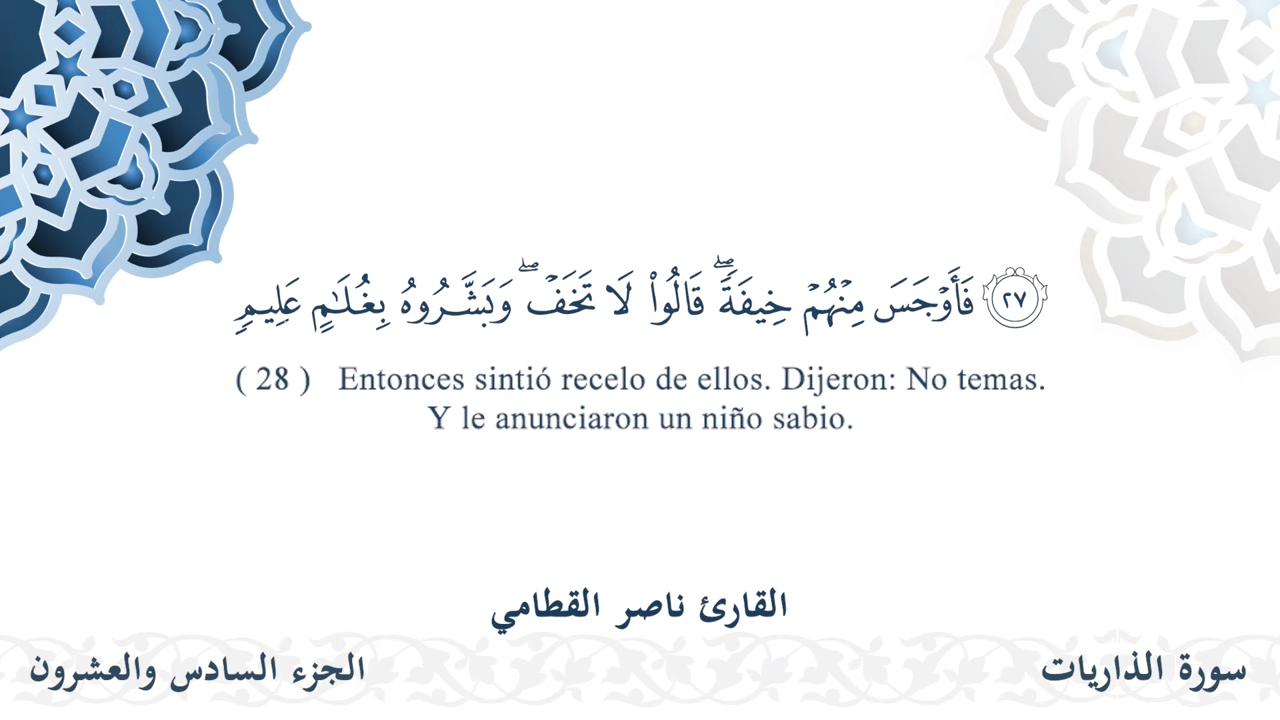 ٢٧ فَأَوۡجَسَ مِنۡهُمۡ خِيفَةٗۖ قَالُواْ لَا تَخَفۡۖ وَبَشَّرُوهُ بِغُلَٰمٍ عَلِيمٖ
( 28 ) Entonces sintió recelo de ellos. Dijeron: No temas.
Y le anunciaron un niño sabio.
القارئ ناصر القطامي
سورة الذاريات
الجزء السادس والعشرون